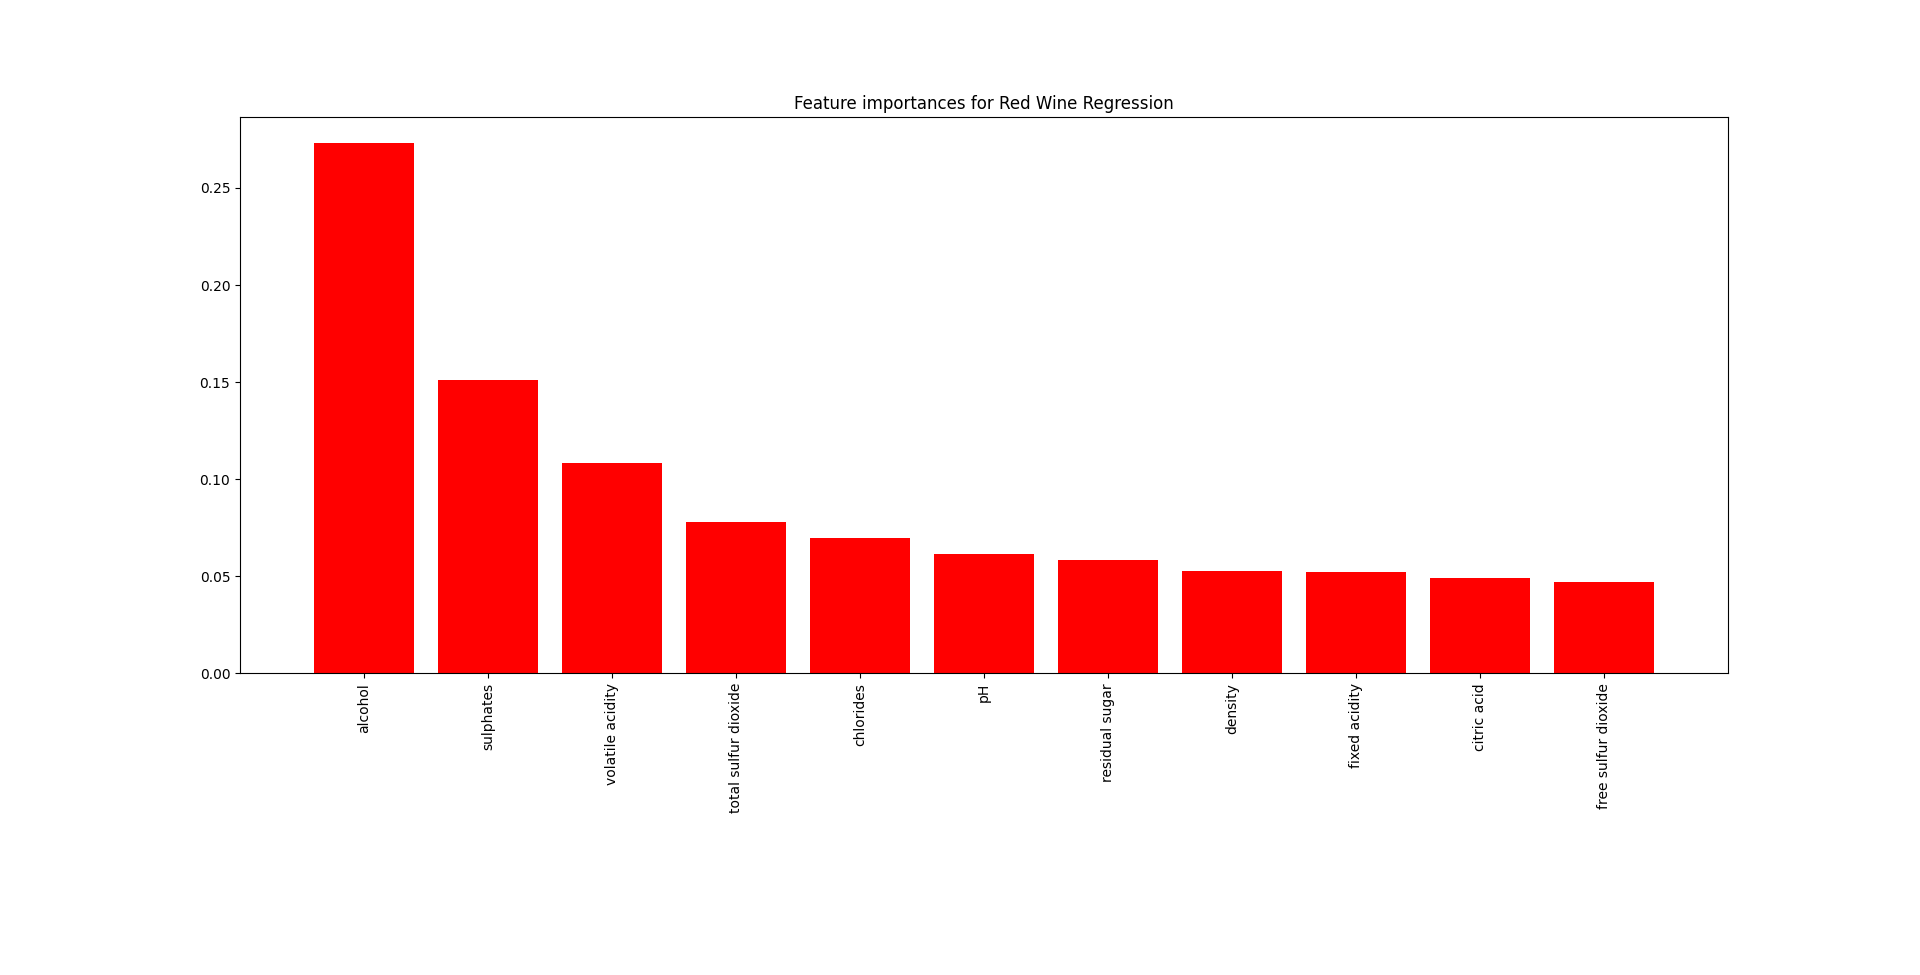 Feature importances for Red Wine Regression
0.25
0.20
0.15
0.10
0.05
0.00
alcohol
sulphates
volatile acidity
total sulfur dioxide
chlorides
pH
residual sugar
density
fixed acidity
citric acid
free sulfur dioxide